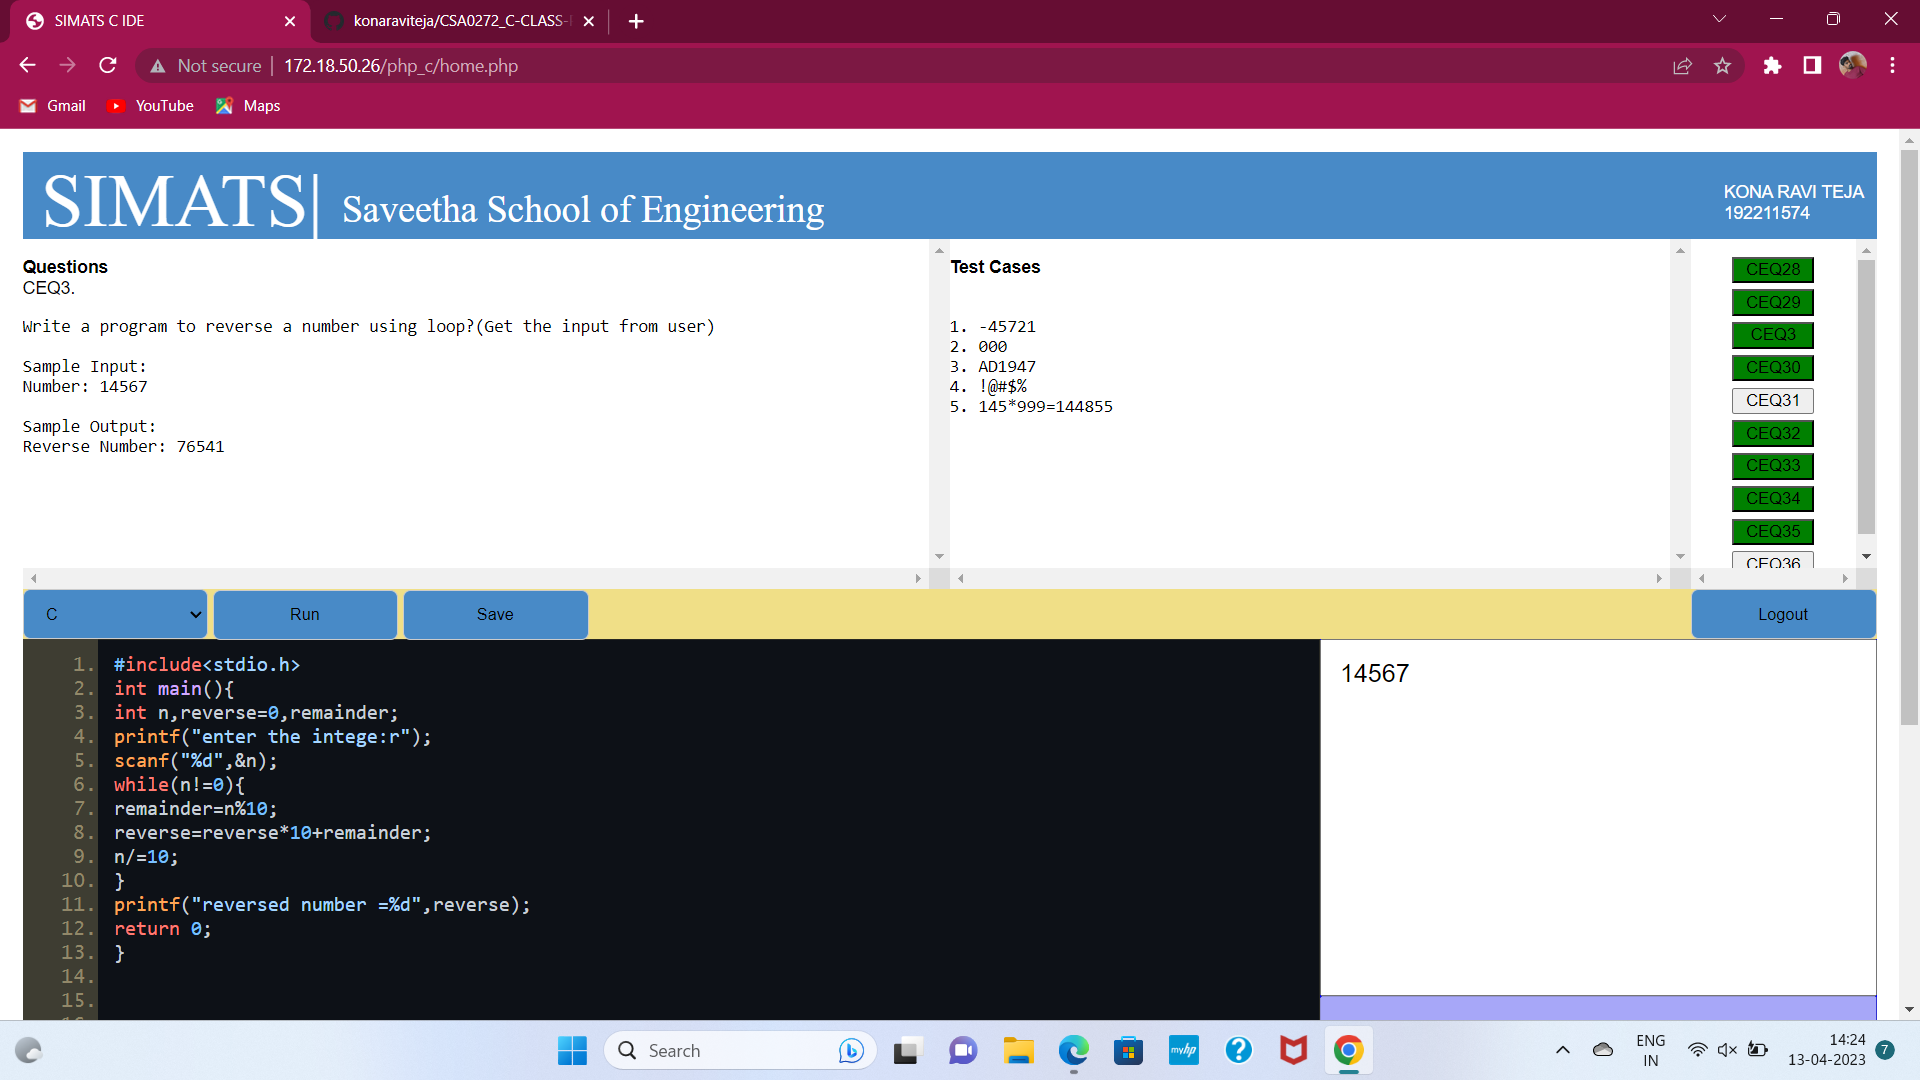 SIMATS C IDE
konaraviteja/CSA0272_C-CLASS-
Not secure
172.18.50.26/php_c/home.php
Gmail
YouTube
Maps
SIMATS|
Saveetha School of Engineering
KONA RAVI TEJA
192211574
Questions
CEQ3.
Write a program to reverse a number using loop?(Get the input from user)
Sample Input:
Number: 14567
Sample Output:
Reverse Number: 76541
Test Cases
1. -45721
2. 000
3. AD1947
4. !@#$%
5. 145*999=144855
CEQ28
CEQ29
CEQ3
CEQ30
CEQ31
CEQ32
CEQ33
CEQ34
CEQ35
CEQ36
C
Run
Save
Logout
1. #include<stdio.h>
2. int main(){
3. int n,reverse=0,remainder;
4. printf("enter the intege:r");
5. scanf("%d",&n);
6. while(n!=0){
7. remainder=n%10;
8. reverse=reverse*10+remainder;
9. n/=10;
10. }
11. printf("reversed number =%d",reverse);
12. return 0;
13. }
14.
15.
14567
Search
myhp
ENG
IN
14:24
13-04-2023
7